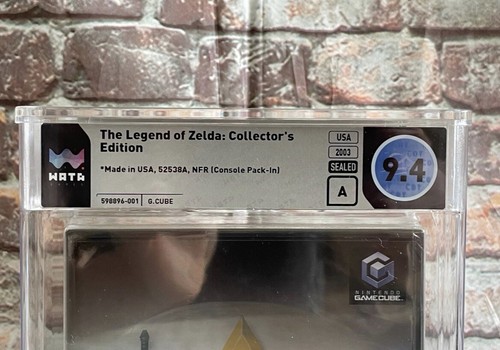 The Legend of Zelda: Collector's
Edition
*Made in USA, 52538A, NFR (Console Pack-In)
598896-001 | G.CUBE
WATA
USA
2003
SEALED
A
9.4
NINTENDO
GAMECUBE